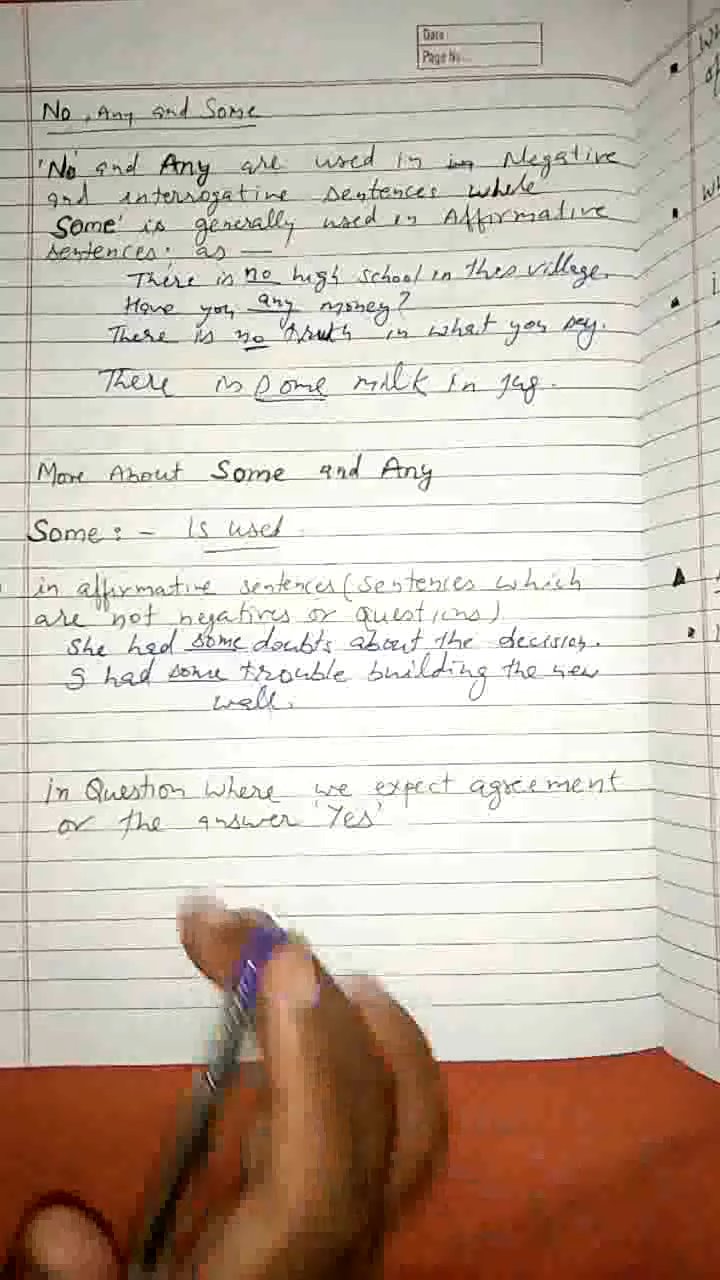 Date
Page No.
No, Any and Some
'No' and Any are used in in Negative
and interrogative sentences while
Some' is generally used in Affirmative
sentences: as —
There is no high school in this village.
Have you any money?
There is no truth in what you say.
There is some milk in jug.
More About Some and Any
Some: - is used
in affirmative sentences (sentences which
are not negatives or questions)
She had some doubts about the decision.
I had some trouble building the new
wall.
in Question where we expect agreement
or the answer 'Yes'